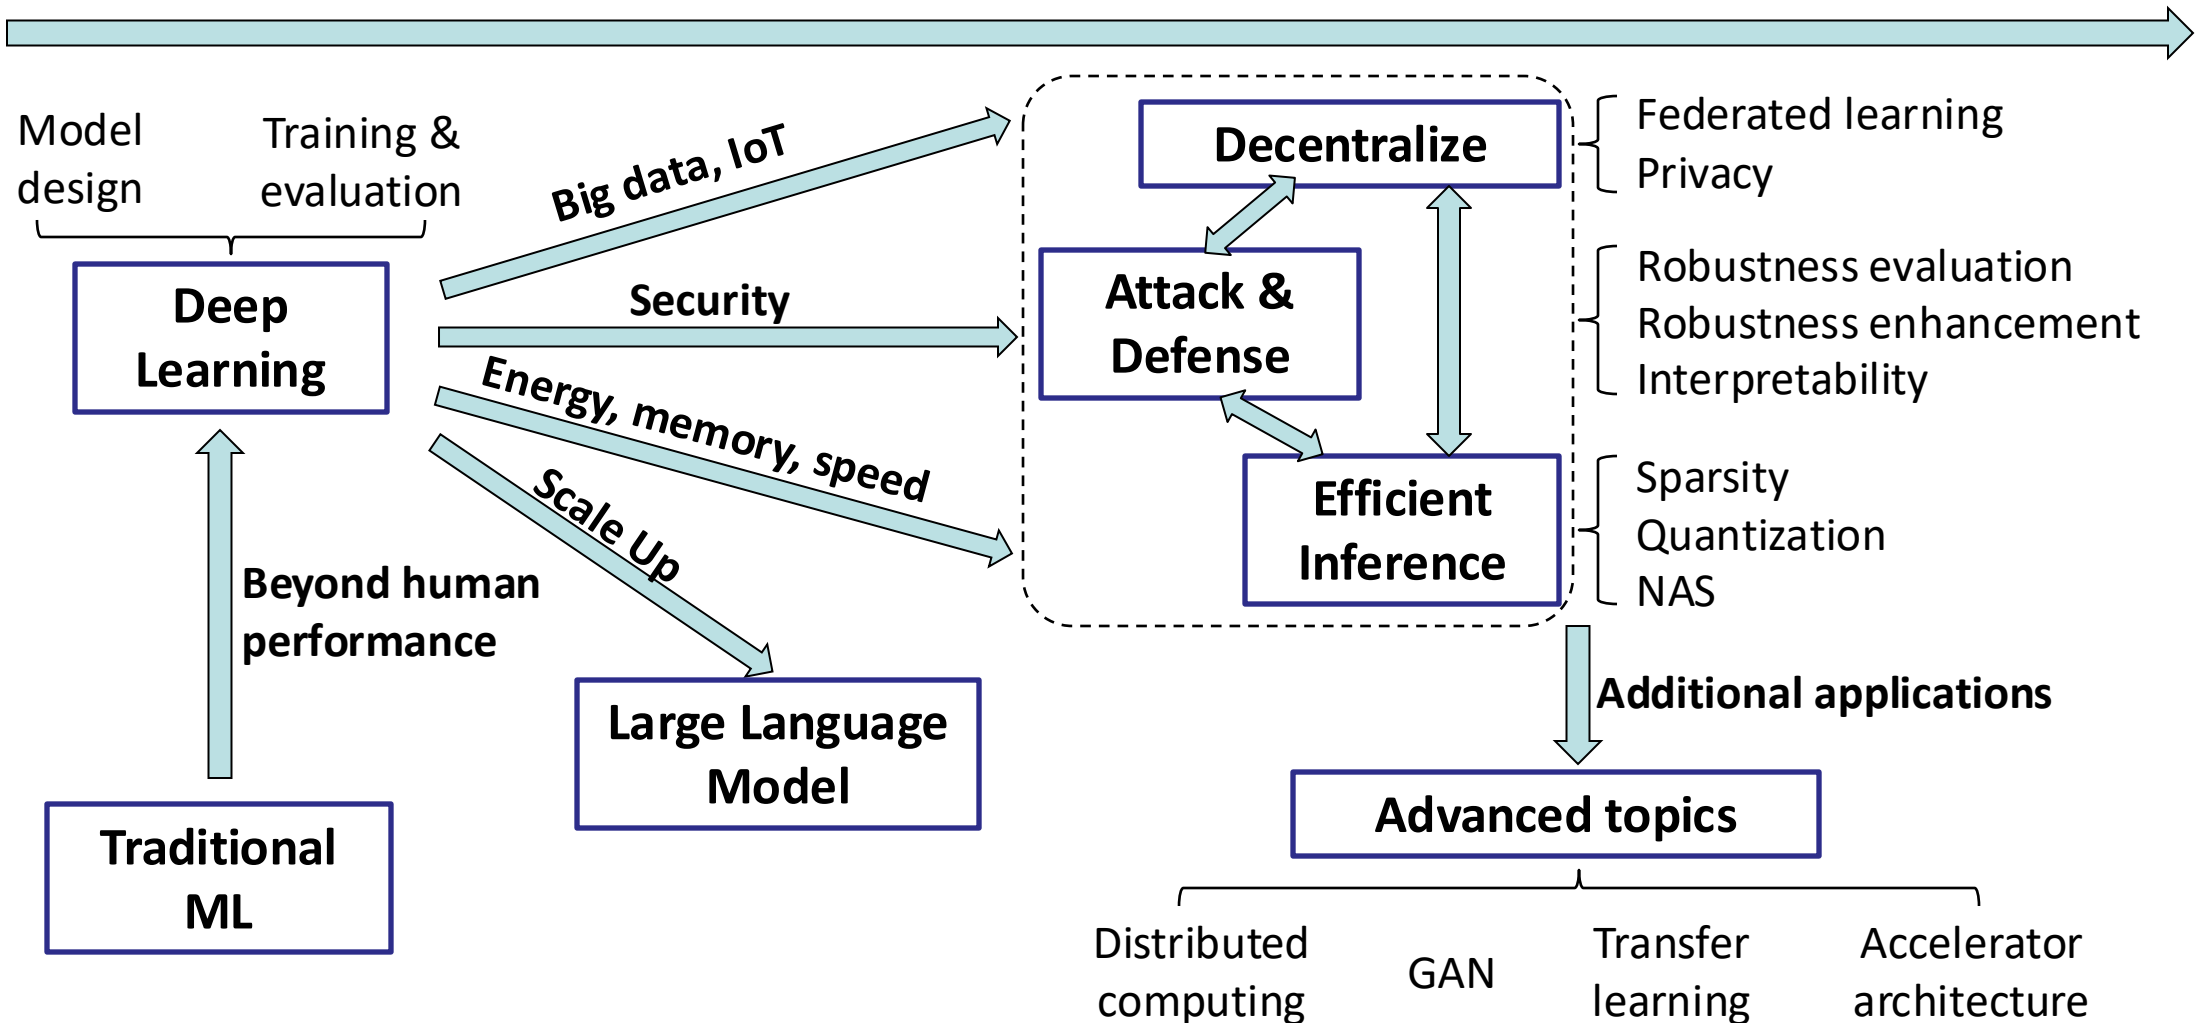 Model
design
Training &
evaluation
Deep
Learning
Beyond human
performance
Traditional
ML
Big data, IoT
Security
Energy, memory, speed
Scale Up
Large Language
Model
Decentralize
Attack &
Defense
Efficient
Inference
Federated learning
Privacy
Robustness evaluation
Robustness enhancement
Interpretability
Sparsity
Quantization
NAS
Additional applications
Advanced topics
Distributed
computing
GAN
Transfer
learning
Accelerator
architecture